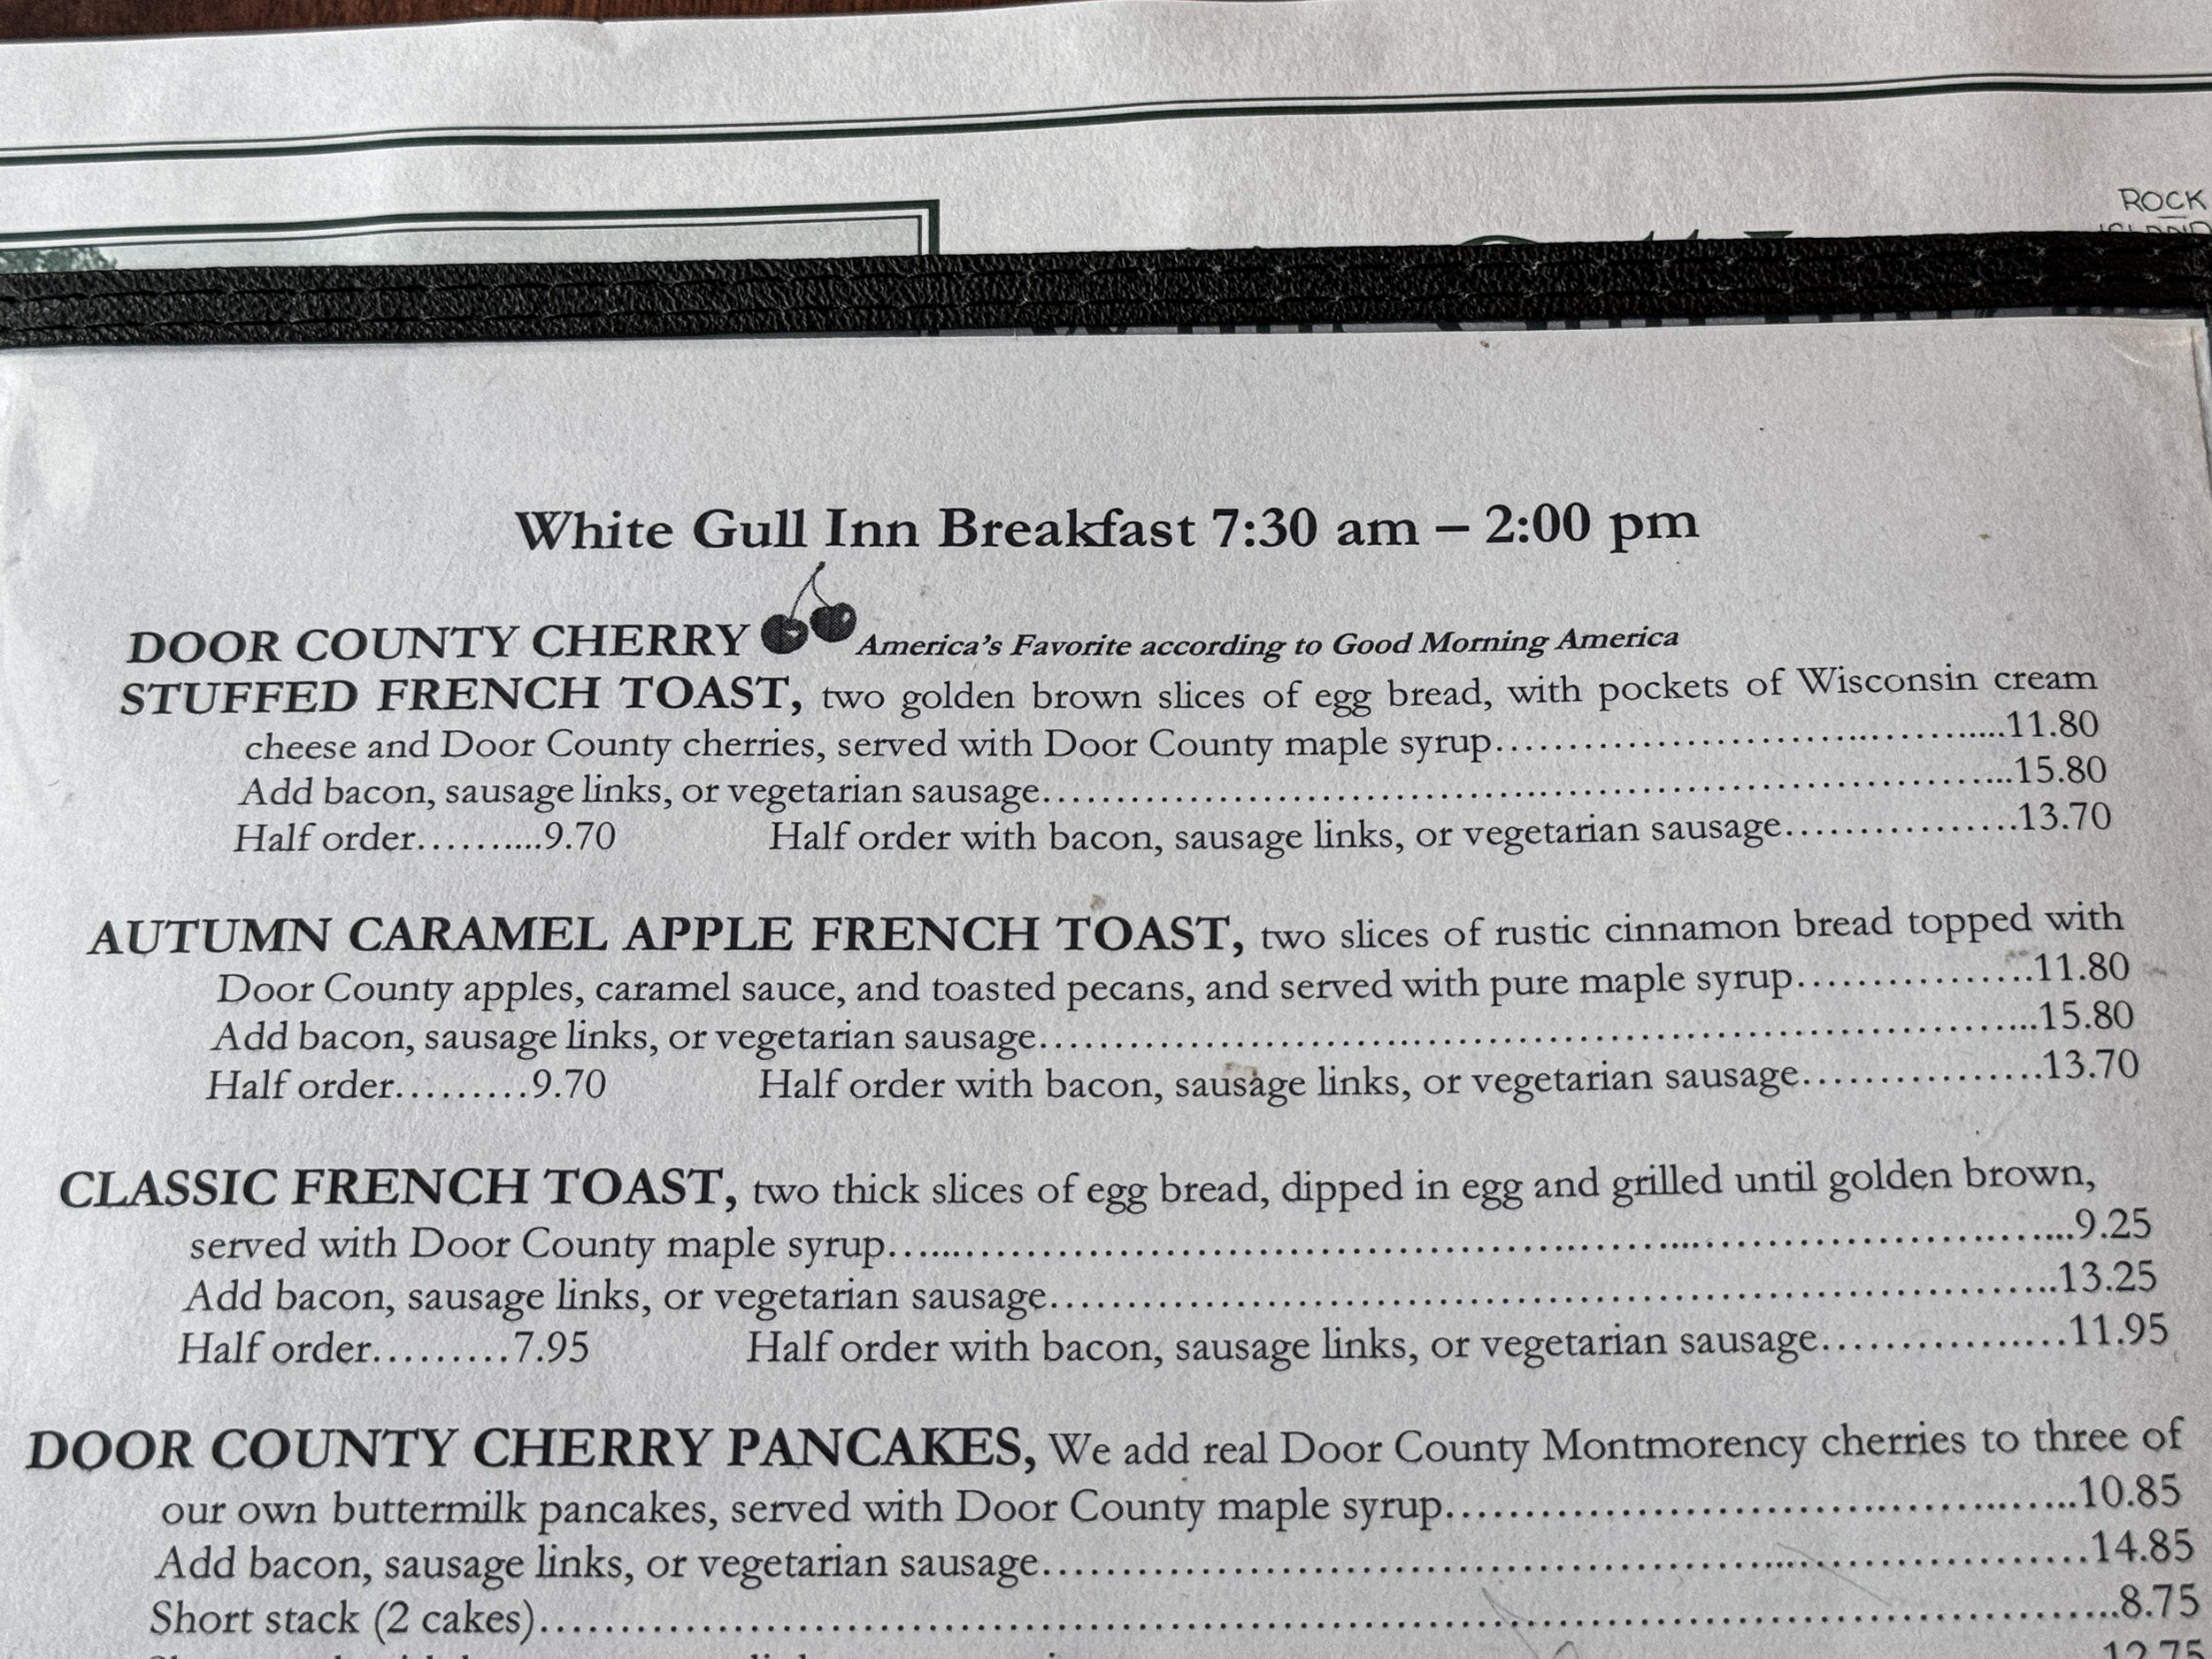 ROCK
White Gull Inn Breakfast 7:30 am – 2:00 pm
DOOR COUNTY CHERRY America's Favorite according to Good Morning America
STUFFED FRENCH TOAST, two golden brown slices of egg bread, with pockets of Wisconsin cream
cheese and Door County cherries, served with Door County maple syrup..........................................11.80
Add bacon, sausage links, or vegetarian sausage..........................................................15.80
Half order..........9.70 Half order with bacon, sausage links, or vegetarian sausage................13.70
AUTUMN CARAMEL APPLE FRENCH TOAST, two slices of rustic cinnamon bread topped with
Door County apples, caramel sauce, and toasted pecans, and served with pure maple syrup................11.80
Add bacon, sausage links, or vegetarian sausage..........................................................15.80
Half order.........9.70 Half order with bacon, sausage links, or vegetarian sausage................13.70
CLASSIC FRENCH TOAST, two thick slices of egg bread, dipped in egg and grilled until golden brown,
served with Door County maple syrup......................................................................9.25
Add bacon, sausage links, or vegetarian sausage..........................................................13.25
Half order.........7.95 Half order with bacon, sausage links, or vegetarian sausage................11.95
DOOR COUNTY CHERRY PANCAKES, We add real Door County Montmorency cherries to three of
our own buttermilk pancakes, served with Door County maple syrup..........................................10.85
Add bacon, sausage links, or vegetarian sausage..........................................................14.85
Short stack (2 cakes)....................................................................................8.75
12.75